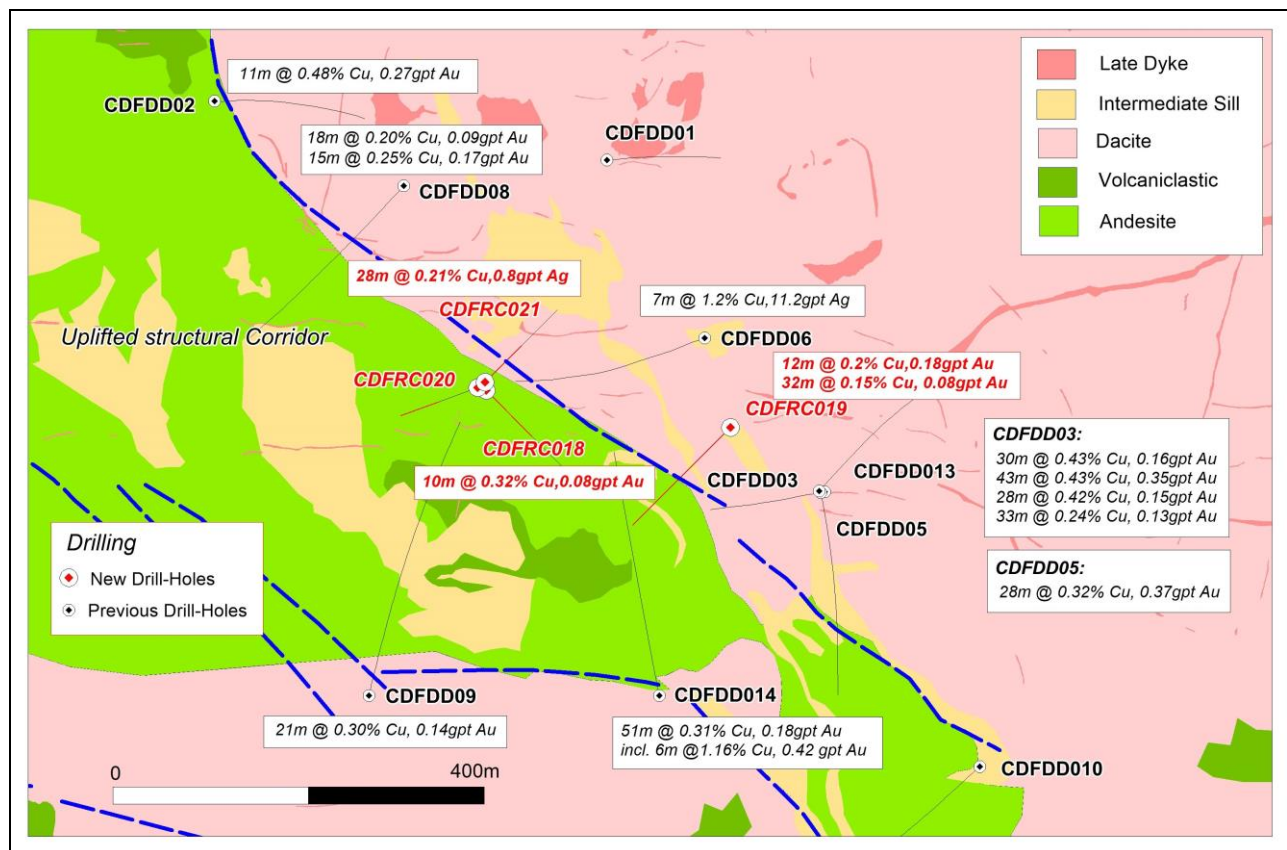 11m @ 0.48% Cu, 0.27gpt Au
CDFDD02
18m @ 0.20% Cu, 0.09gpt Au
15m @ 0.25% Cu, 0.17gpt Au
CDFDD01
CDFDD08
Late Dyke
Intermediate Sill
Dacite
Volcaniclastic
Andesite
28m @ 0.21% Cu,0.8gpt Ag
CDFRC021
7m @ 1.2% Cu,11.2gpt Ag
Uplifted structural Corridor
CDFDD06
CDFRC020
12m @ 0.2% Cu,0.18gpt Au
32m @ 0.15% Cu, 0.08gpt Au
CDFRC019
CDFRC018
10m @ 0.32% Cu,0.08gpt Au
CDFDD03
CDFDD013
CDFDD05
CDFDD03:
30m @ 0.43% Cu, 0.16gpt Au
43m @ 0.43% Cu, 0.35gpt Au
28m @ 0.42% Cu, 0.15gpt Au
33m @ 0.24% Cu, 0.13gpt Au
CDFDD05:
28m @ 0.32% Cu, 0.37gpt Au
Drilling
New Drill-Holes
Previous Drill-Holes
CDFDD09
21m @ 0.30% Cu, 0.14gpt Au
CDFDD014
51m @ 0.31% Cu, 0.18gpt Au
incl. 6m @1.16% Cu, 0.42 gpt Au
CDFDD010
0
400m